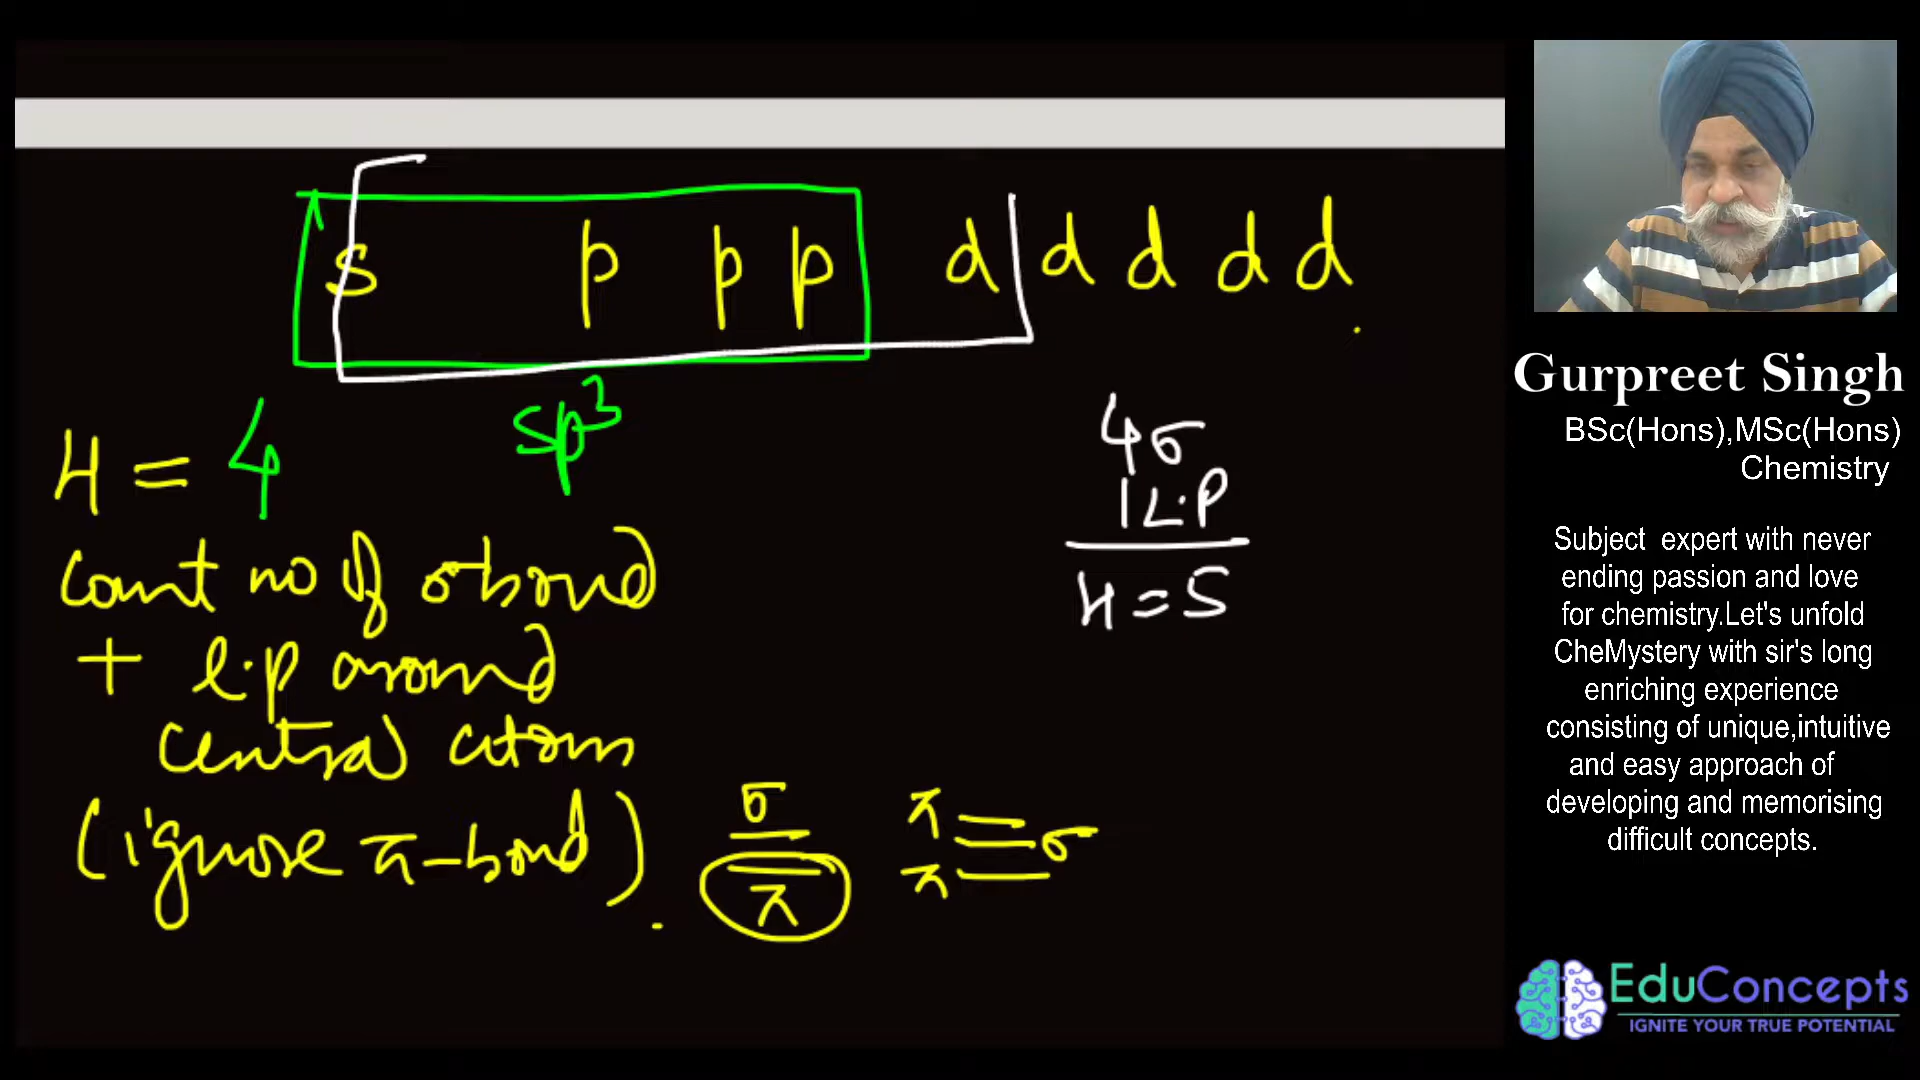 s p p p d d d d d
sp³
H = 4
count no of σ bond
+ l.p around
central atom
(ignore π-bond).
σ
π
π
π
σ
4σ
1 L.P
H = 5
Gurpreet Singh
BSc(Hons),MSc(Hons)
Chemistry
Subject expert with never
ending passion and love
for chemistry.Let's unfold
CheMystery with sir's long
enriching experience
consisting of unique,intuitive
and easy approach of
developing and memorising
difficult concepts.
EduConcepts
IGNITE YOUR TRUE POTENTIAL